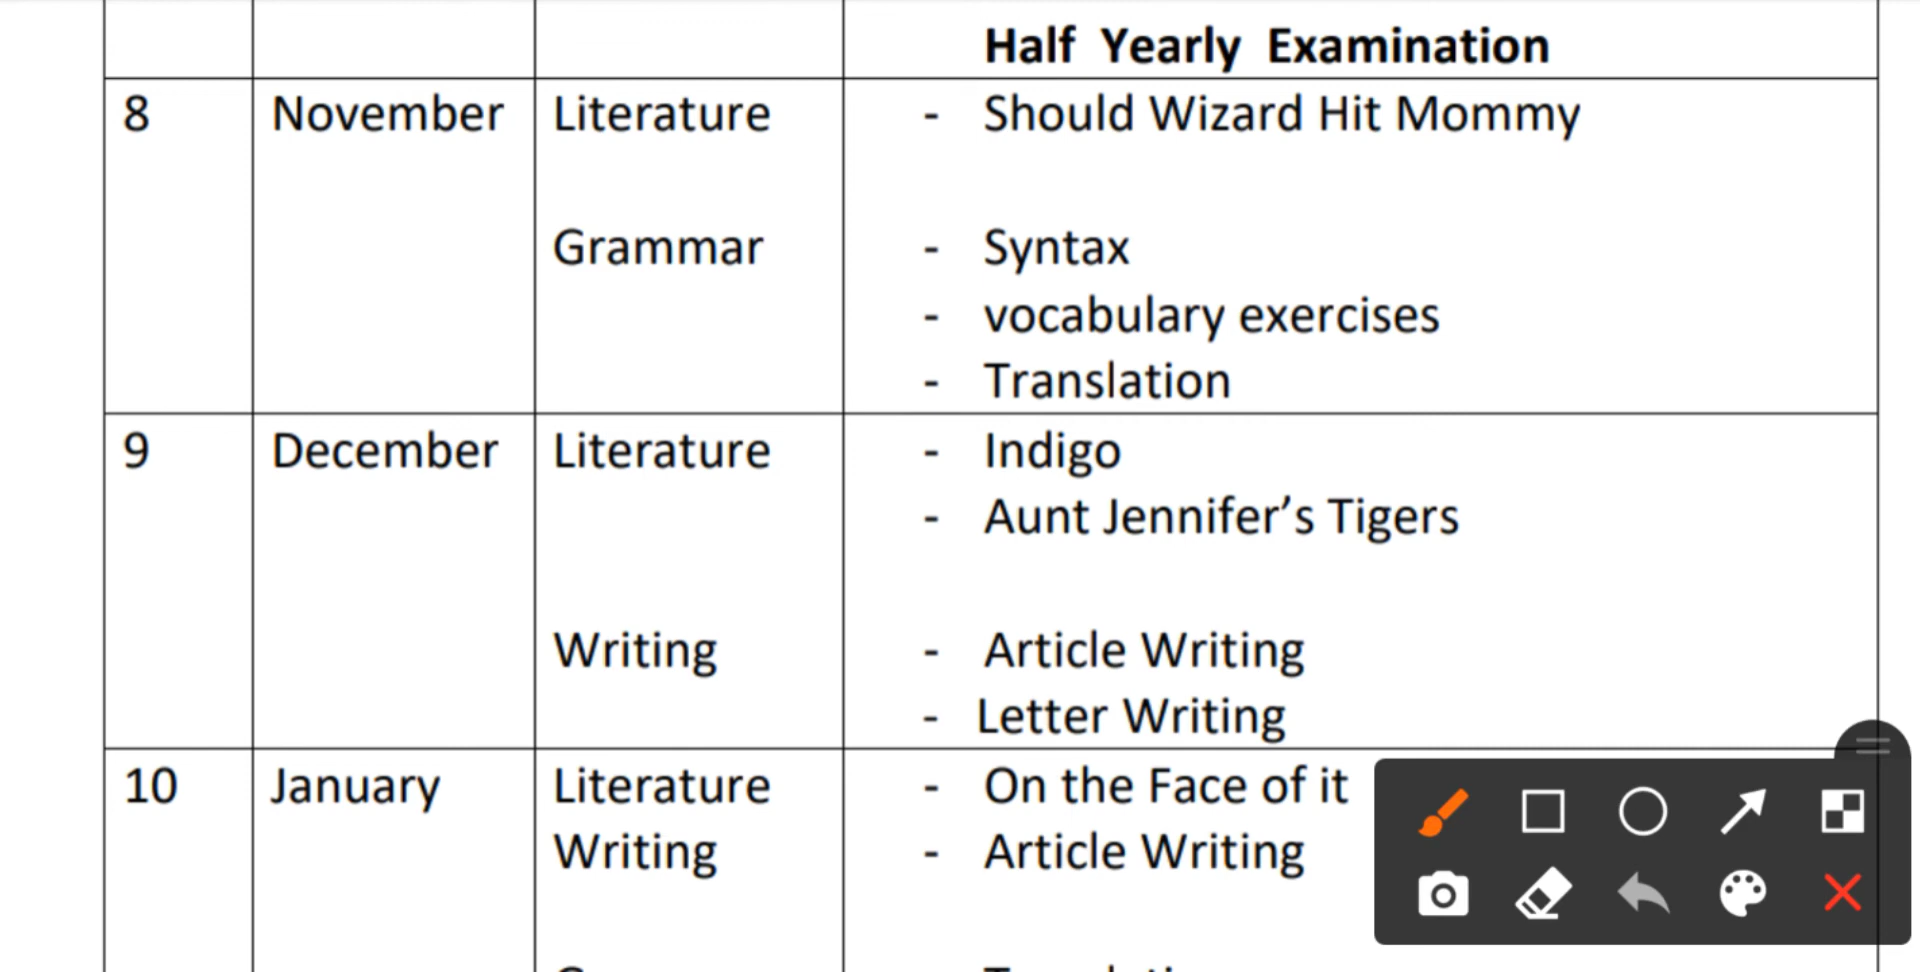 Half Yearly Examination
8 November Literature - Should Wizard Hit Mommy
Grammar - Syntax
- vocabulary exercises
- Translation
9 December Literature - Indigo
- Aunt Jennifer’s Tigers
Writing - Article Writing
- Letter Writing
10 January Literature - On the Face of it
Writing - Article Writing